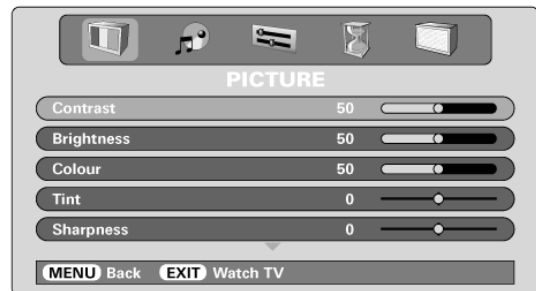 PICTURE
Contrast 50
Brightness 50
Colour 50
Tint 0
Sharpness 0
MENU Back EXIT Watch TV